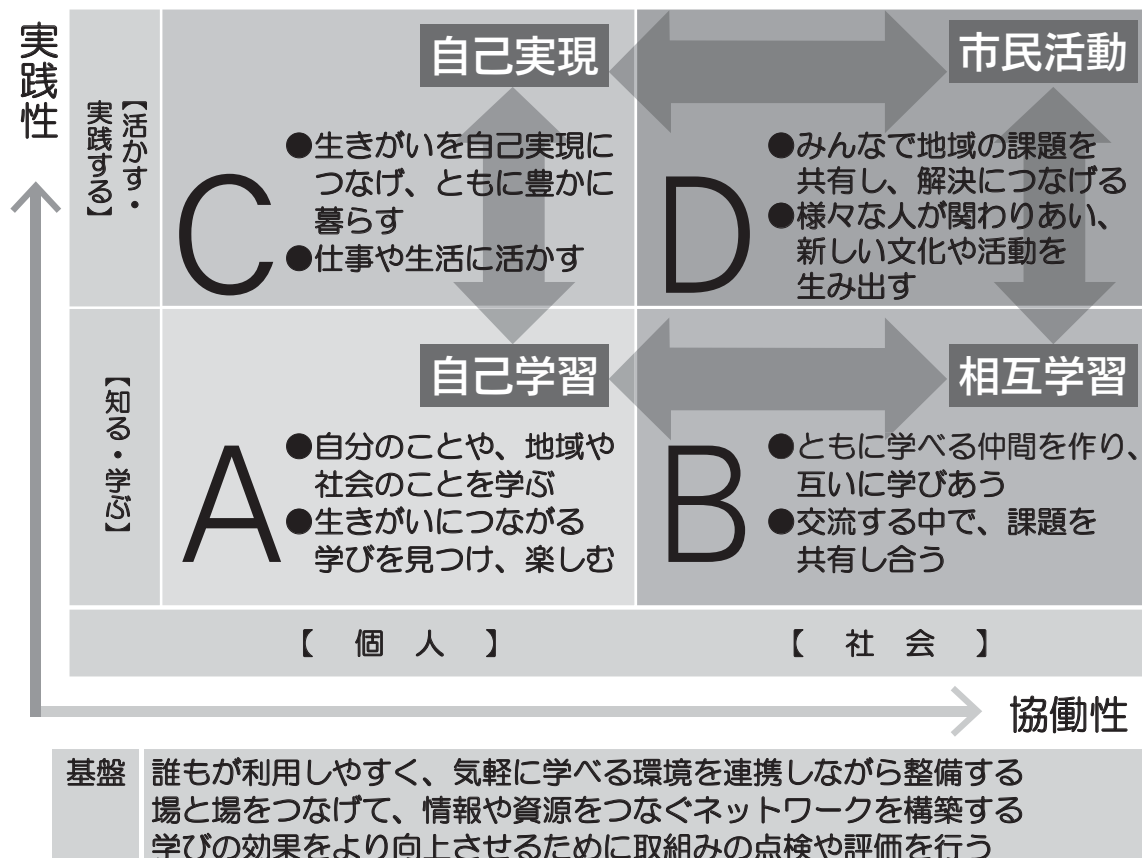 実践性
【活かす・
実践する】
自己実現
C
●生きがいを自己実現に
つなげ、ともに豊かに
暮らす
●仕事や生活に活かす
市民活動
D
●みんなで地域の課題を
共有し、解決につなげる
●様々な人が関わりあい、
新しい文化や活動を
生み出す
【知る・学ぶ】
自己学習
A
●自分のことや、地域や
社会のことを学ぶ
●生きがいにつながる
学びを見つけ、楽しむ
相互学習
B
●ともに学べる仲間を作り、
互いに学びあう
●交流する中で、課題を
共有し合う
【 個 人 】
【 社 会 】
協働性
基盤
誰もが利用しやすく、気軽に学べる環境を連携しながら整備する
場と場をつなげて、情報や資源をつなぐネットワークを構築する
学びの効果をより向上させるために取組みの点検や評価を行う